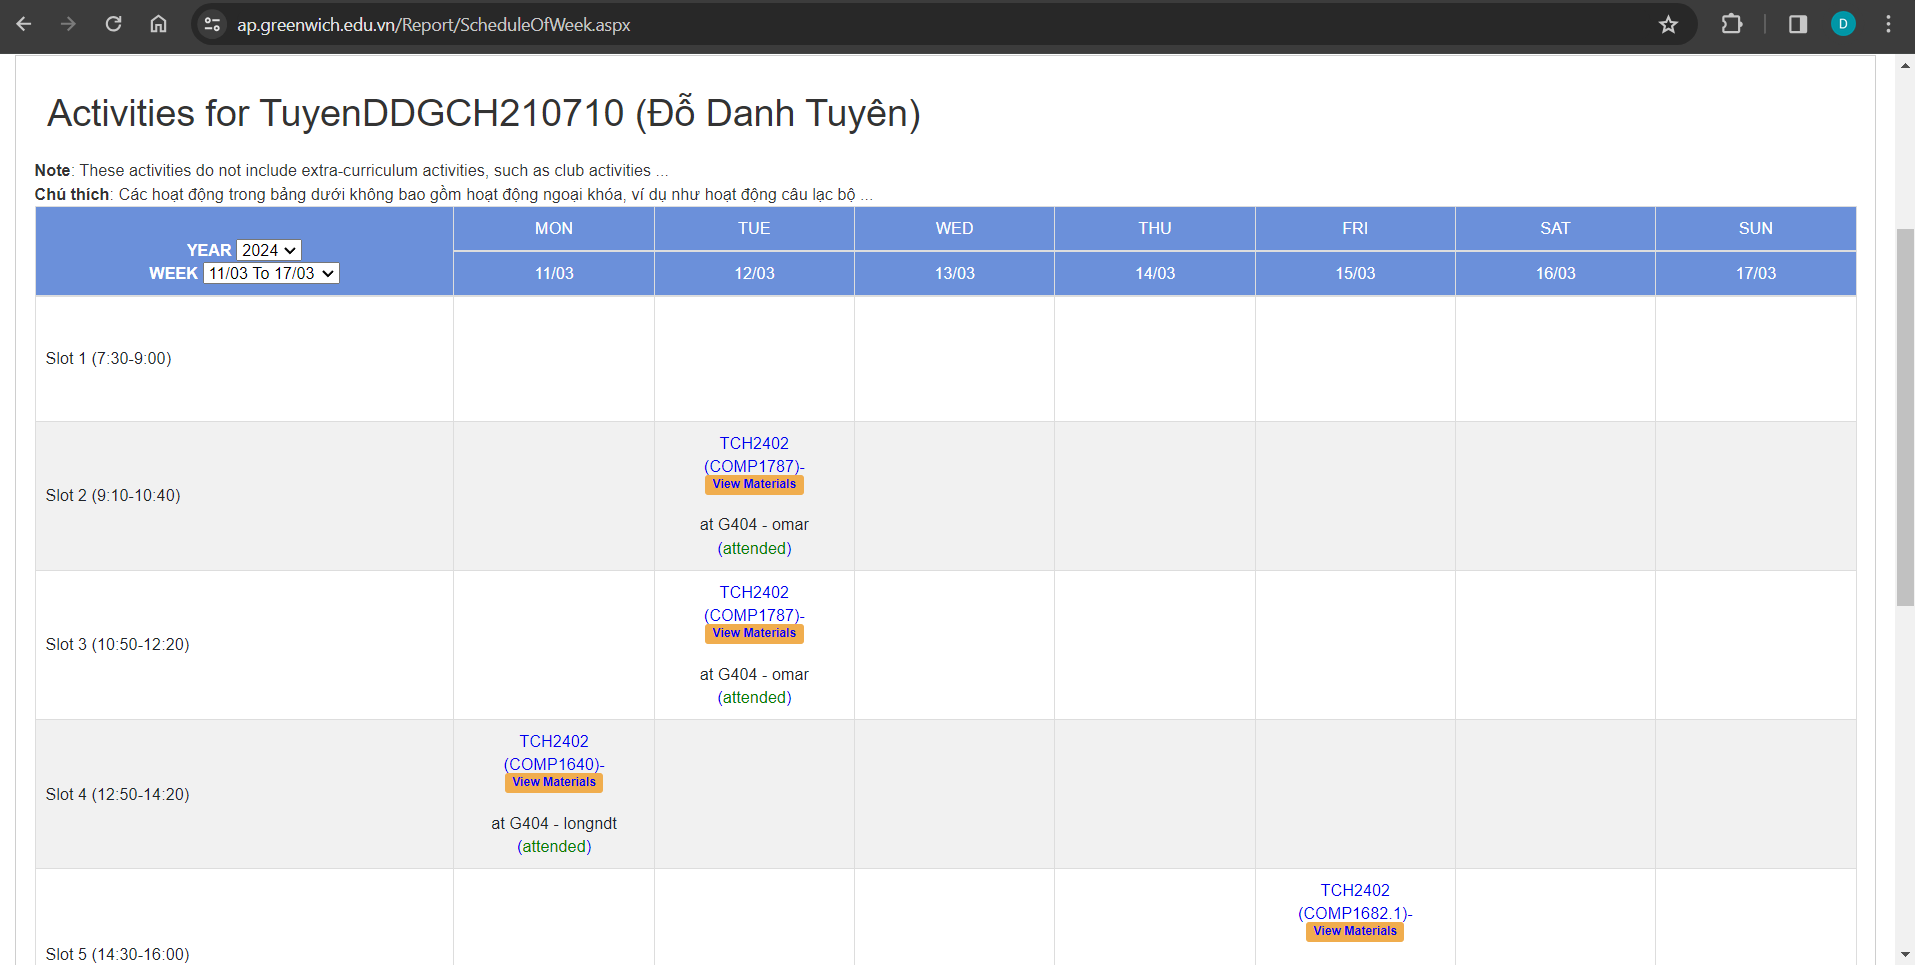 ap.greenwich.edu.vn/Report/ScheduleOfWeek.aspx
D
Activities for TuyenDDGCH210710 (Đỗ Danh Tuyên)
Note: These activities do not include extra-curriculum activities, such as club activities ...
Chú thích: Các hoạt động trong bảng dưới không bao gồm hoạt động ngoại khóa, ví dụ như hoạt động câu lạc bộ ...
YEAR 2024
WEEK 11/03 To 17/03
MON TUE WED THU FRI SAT SUN
11/03 12/03 13/03 14/03 15/03 16/03 17/03
Slot 1 (7:30-9:00)
Slot 2 (9:10-10:40)
TCH2402
(COMP1787)-
View Materials
at G404 - omar
(attended)
Slot 3 (10:50-12:20)
TCH2402
(COMP1787)-
View Materials
at G404 - omar
(attended)
Slot 4 (12:50-14:20)
TCH2402
(COMP1640)-
View Materials
at G404 - longndt
(attended)
Slot 5 (14:30-16:00)
TCH2402
(COMP1682.1)-
View Materials